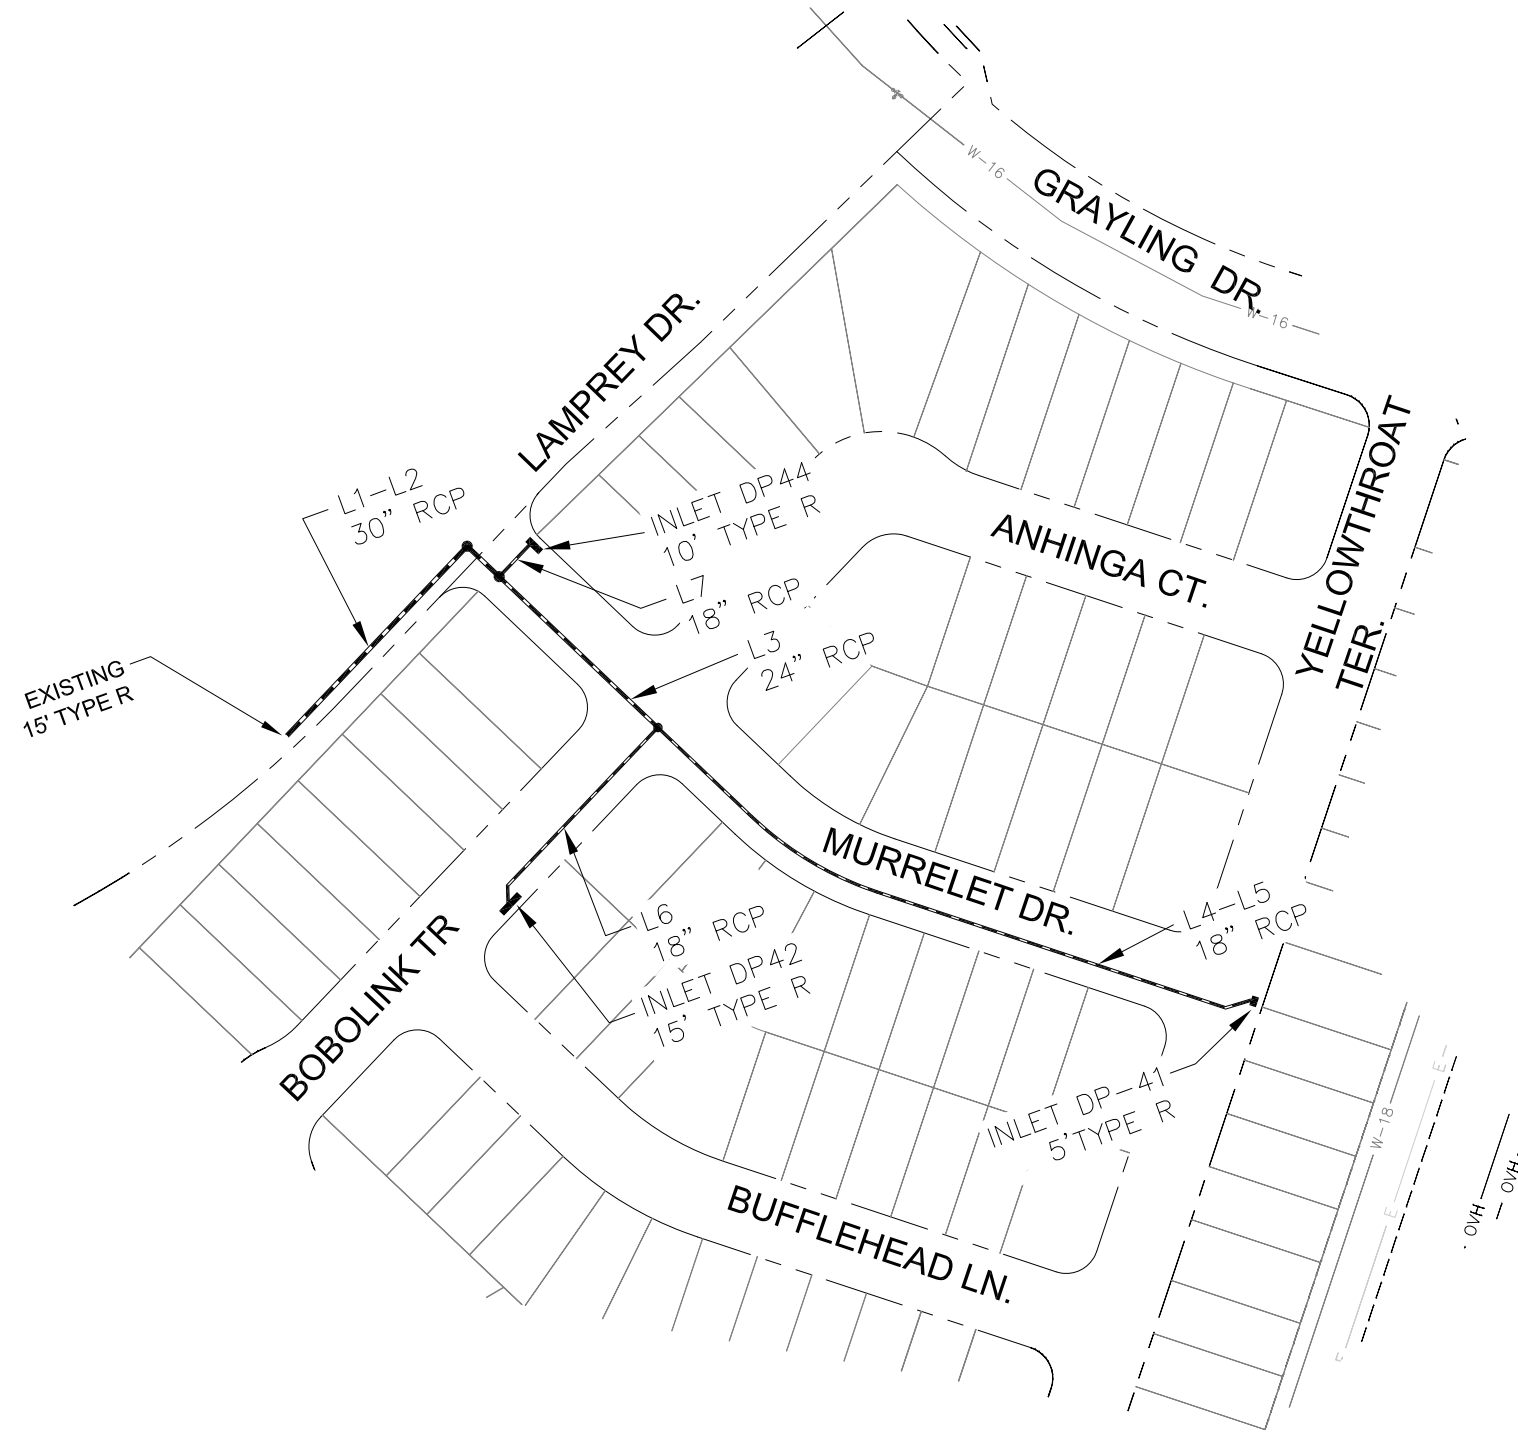 W-16
GRAYLING DR.
W-16
LAMPREY DR.
YELLOWTHROAT
TER.
L1-L2
30" RCP
INLET DP44
10' TYPE R
ANHINGA CT.
L7
18" RCP
L3
24" RCP
EXISTING
15' TYPE R
MURRELET DR.
L4-L5
18" RCP
L6
18" RCP
INLET DP42
15' TYPE R
BOBOLINK TR
INLET DP-41
5'TYPE R
W-18
E
E
E
OVH
OVH
BUFFLEHEAD LN.